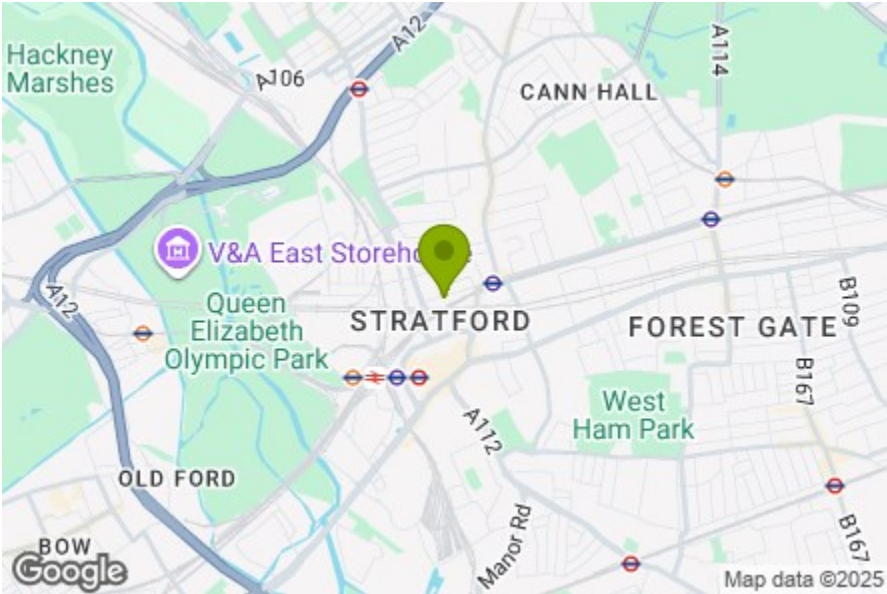 Hackney
Marshes
A106
A12
A114
CANN HALL
V&A East Storeho
e
Queen
Elizabeth
Olympic Park
A12
STRATFORD
FOREST GATE
B109
B167
West
Ham Park
A112
OLD FORD
Manor Rd
BOW
B167
Google
Map data ©2025